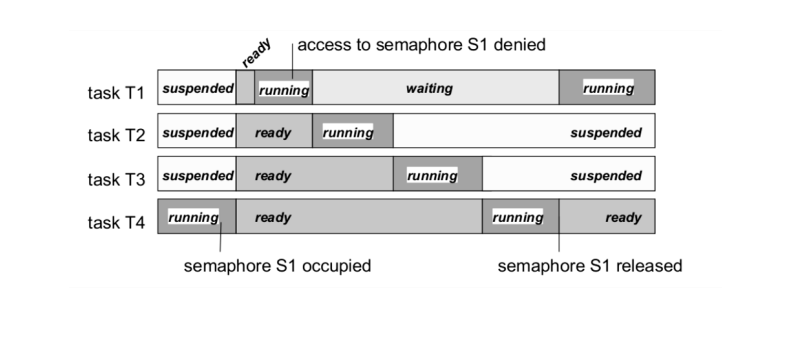 ready
access to semaphore S1 denied
task T1 suspended running waiting running
task T2 suspended ready running suspended
task T3 suspended ready running suspended
task T4 running ready running ready
semaphore S1 occupied semaphore S1 released